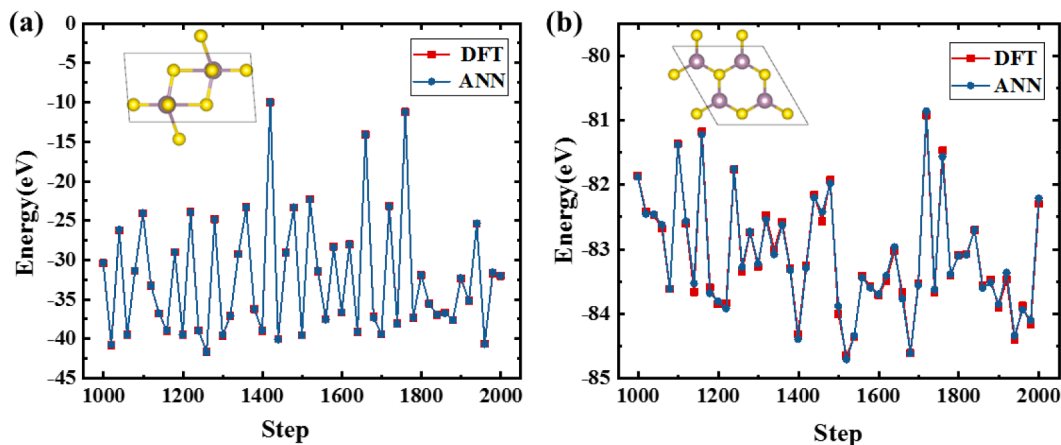 (a)
DFT
ANN
Energy(eV)
0
-5
-10
-15
-20
-25
-30
-35
-40
-45
1000 1200 1400 1600 1800 2000
Step
(b)
DFT
ANN
Energy(eV)
-80
-81
-82
-83
-84
-85
1000 1200 1400 1600 1800 2000
Step